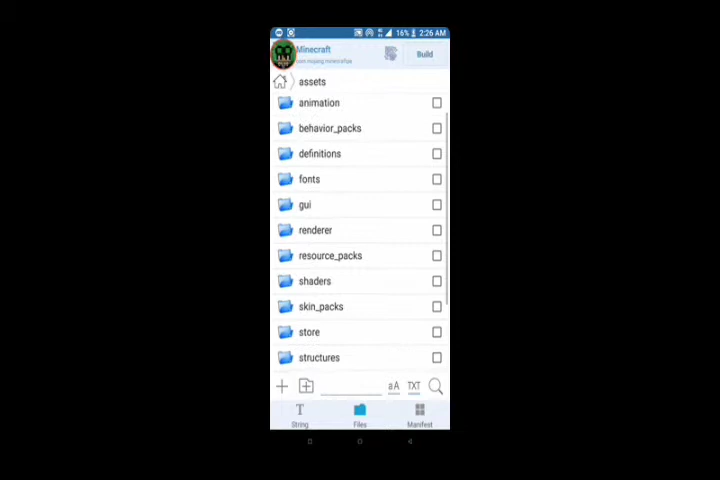 16% 2:26 AM
Minecraft
com.mojang.minecraftpe
Build
assets
animation
behavior_packs
definitions
fonts
gui
renderer
resource_packs
shaders
skin_packs
store
structures
aA TXT
T
String Files Manifest